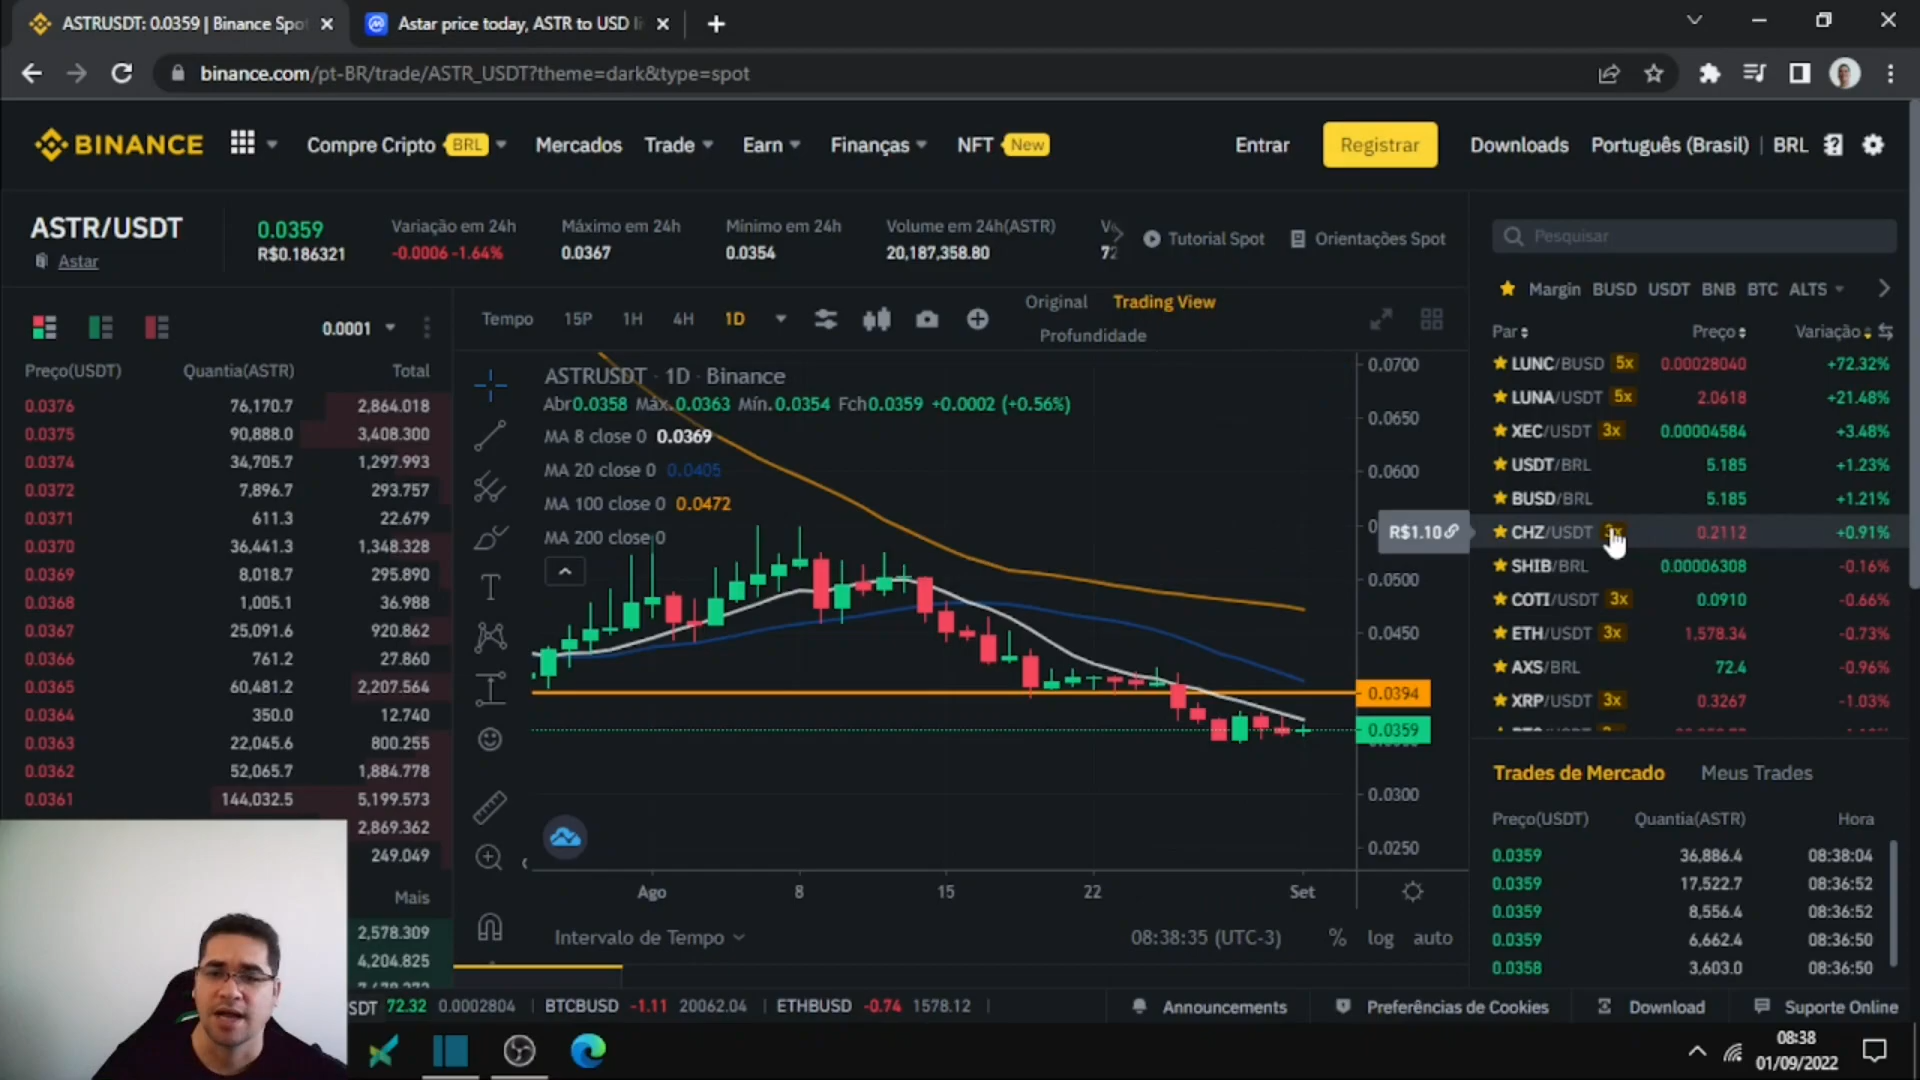 ASTRUSDT: 0.0359 | Binance Spo
Astar price today, ASTR to USD li
binance.com/pt-BR/trade/ASTR_USDT?theme=dark&type=spot
BINANCE
Compre Cripto BRL
Mercados
Trade
Earn
Finanças
NFT New
Entrar
Registrar
Downloads
Português (Brasil) | BRL
ASTR/USDT
Astar
0.0359
R$0.186321
Variação em 24h
-0.0006 -1.64%
Máximo em 24h
0.0367
Mínimo em 24h
0.0354
Volume em 24h(ASTR)
20,187,358.80
72
Tutorial Spot
Orientações Spot
0.0001
Preço(USDT) Quantia(ASTR) Total
0.0376 76,170.7 2,864.018
0.0375 90,888.0 3,408.300
0.0374 34,705.7 1,297.993
0.0372 7,896.7 293.757
0.0371 611.3 22.679
0.0370 36,441.3 1,348.328
0.0369 8,018.7 295.890
0.0368 1,005.1 36.988
0.0367 25,091.6 920.862
0.0366 761.2 27.860
0.0365 60,481.2 2,207.564
0.0364 350.0 12.740
0.0363 22,045.6 800.255
0.0362 52,065.7 1,884.778
0.0361 144,032.5 5,199.573
2,869.362
249.049
Mais
2,578.309
4,204.825
Tempo 15P 1H 4H 1D
Original Trading View
Profundidade
ASTRUSDT · 1D · Binance
Abr0.0358 Máx.0.0363 Mín.0.0354 Fch0.0359 +0.0002 (+0.56%)
MA 8 close 0 0.0369
MA 20 close 0 0.0405
MA 100 close 0 0.0472
MA 200 close 0
0.0700
0.0650
0.0600
0.0500
0.0450
0.0394
0.0359
0.0300
0.0250
Ago 8 15 22 Set
Intervalo de Tempo
08:38:35 (UTC-3) % log auto
Pesquisar
Margin BUSD USDT BNB BTC ALTS
Par Preço Variação
LUNC/BUSD 5x 0.00028040 +72.32%
LUNA/USDT 5x 2.0618 +21.48%
XEC/USDT 3x 0.00004584 +3.48%
USDT/BRL 5.185 +1.23%
BUSD/BRL 5.185 +1.21%
R$1.10
CHZ/USDT 0.2112 +0.91%
SHIB/BRL 0.00006308 -0.16%
COTI/USDT 3x 0.0910 -0.66%
ETH/USDT 3x 1,578.34 -0.73%
AXS/BRL 72.4 -0.96%
XRP/USDT 3x 0.3267 -1.03%
Trades de Mercado Meus Trades
Preço(USDT) Quantia(ASTR) Hora
0.0359 36,886.4 08:38:04
0.0359 17,522.7 08:36:52
0.0359 8,556.4 08:36:52
0.0359 6,662.4 08:36:50
0.0358 3,603.0 08:36:50
SDT 72.32 0.0002804 | BTCBUSD -1.11 20062.04 | ETHBUSD -0.74 1578.12 |
Announcements
Preferências de Cookies
Download
Suporte Online
08:38
01/09/2022